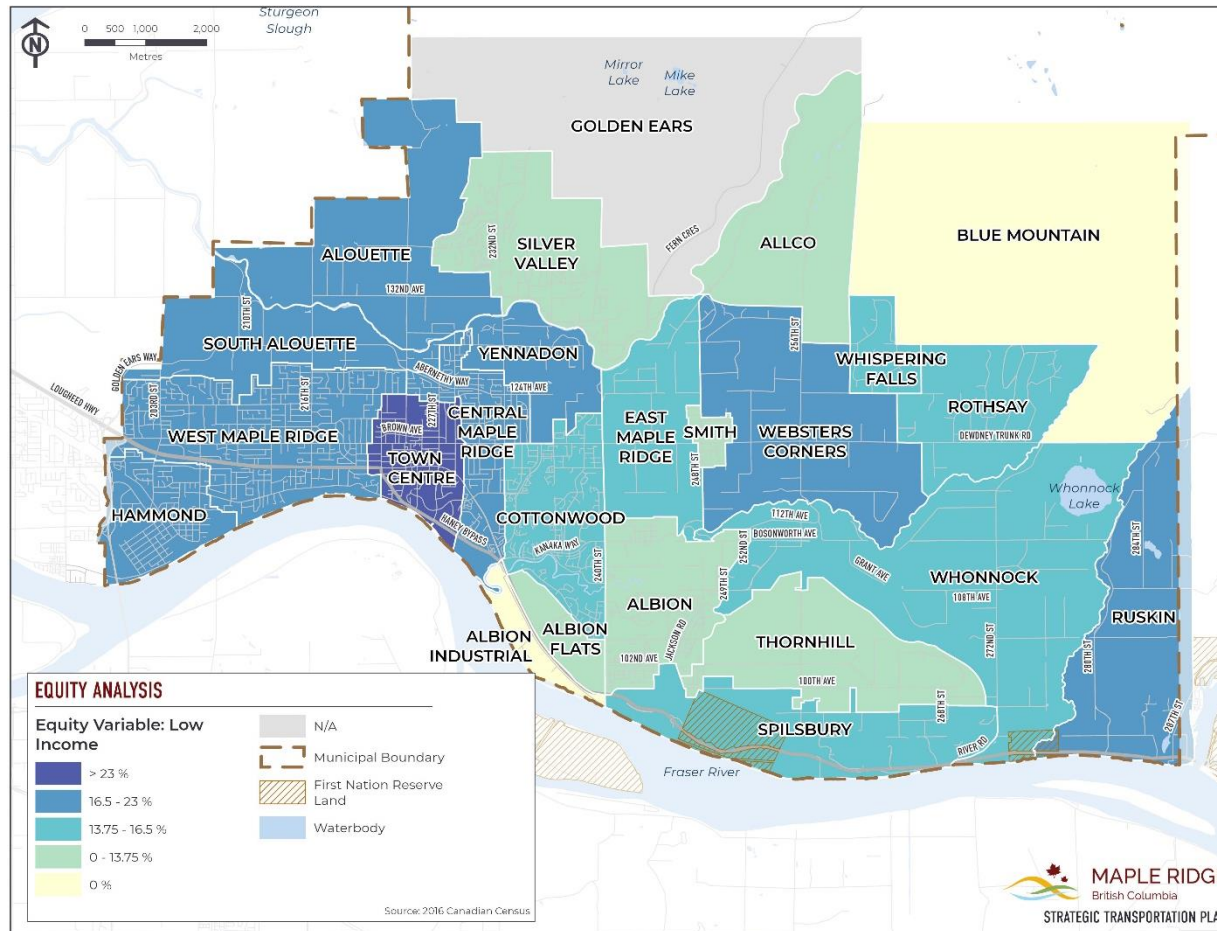 Sturgeon
Slough
N
0 500 1,000 2,000
Metres
Mirror
Lake
Mike
Lake
GOLDEN EARS
FERN CRES
ALLCO
BLUE MOUNTAIN
232ND ST
SILVER
VALLEY
ALOUETTE
132ND AVE
210TH ST
SOUTH ALOUETTE
GOLDEN EARS WAY
LOUGHEED HWY
203RD ST
216TH ST
ABERNETHY WAY
YENNADON
124TH AVE
227TH ST
BROWN AVE
WEST MAPLE RIDGE
CENTRAL
MAPLE
RIDGE
TOWN
CENTRE
HAMMOND
HANEY BYPASS
EAST
MAPLE
RIDGE
SMITH
240TH ST
256TH ST
WEBSTERS
CORNERS
WHISPERING
FALLS
ROTHSAY
DEWDNEY TRUNK RD
Whonnock
Lake
COTTONWOOD
KANAKA WAY
240TH ST
112TH AVE
BOSONWORTH AVE
252ND ST
249TH ST
GRANT AVE
WHONNOCK
108TH AVE
284TH ST
RUSKIN
ALBION
JACKSON RD
102ND AVE
ALBION
FLATS
ALBION
INDUSTRIAL
THORNHILL
100TH AVE
272ND ST
280TH ST
268TH ST
287TH ST
SPILSBURY
RIVER RD
Fraser River
EQUITY ANALYSIS
Equity Variable: Low
Income
> 23 %
16.5 - 23 %
13.75 - 16.5 %
0 - 13.75 %
0 %
N/A
Municipal Boundary
First Nation Reserve
Land
Waterbody
Source: 2016 Canadian Census
MAPLE RIDG
British Columbia
STRATEGIC TRANSPORTATION PLA